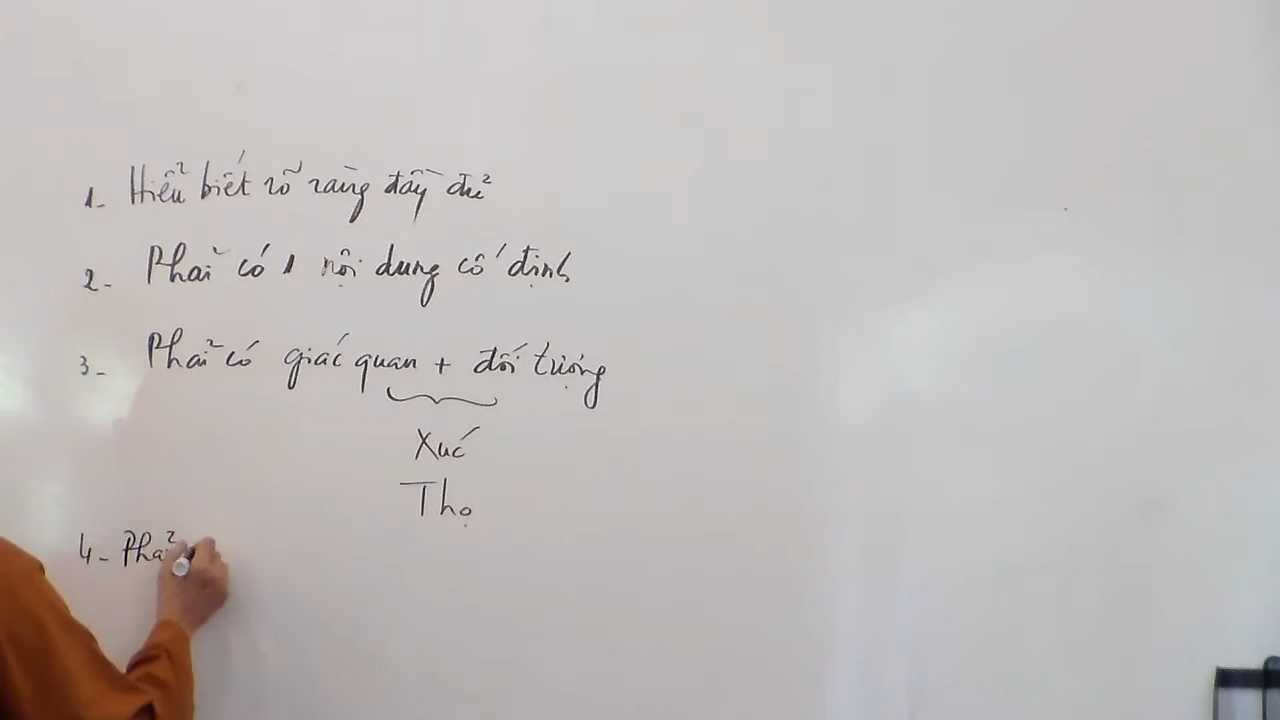 1- Hiểu biết rõ ràng đầy đủ
2- Phải có 1 nội dung cố định
3- Phải có giác quan + đối tượng
Xúc
Thọ
4- Phải